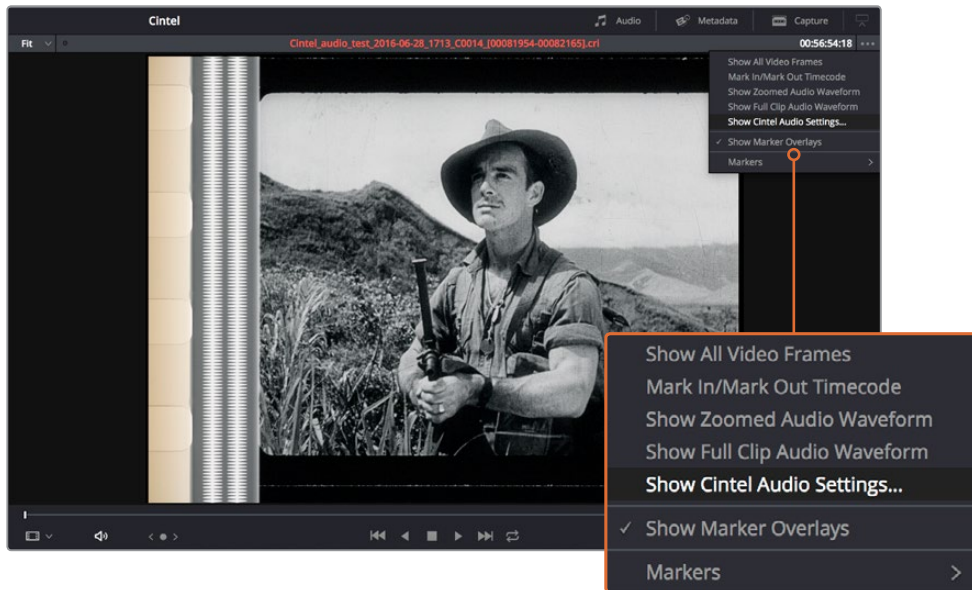 Cintel
Audio
Metadata
Capture
Fit
Cintel_audio_test_2016-06-28_1713_C0014_[00081954-00082165].cri
00:56:54:18
Show All Video Frames
Mark In/Mark Out Timecode
Show Zoomed Audio Waveform
Show Full Clip Audio Waveform
Show Cintel Audio Settings...
Show Marker Overlays
Markers
Show All Video Frames
Mark In/Mark Out Timecode
Show Zoomed Audio Waveform
Show Full Clip Audio Waveform
Show Cintel Audio Settings...
Show Marker Overlays
Markers